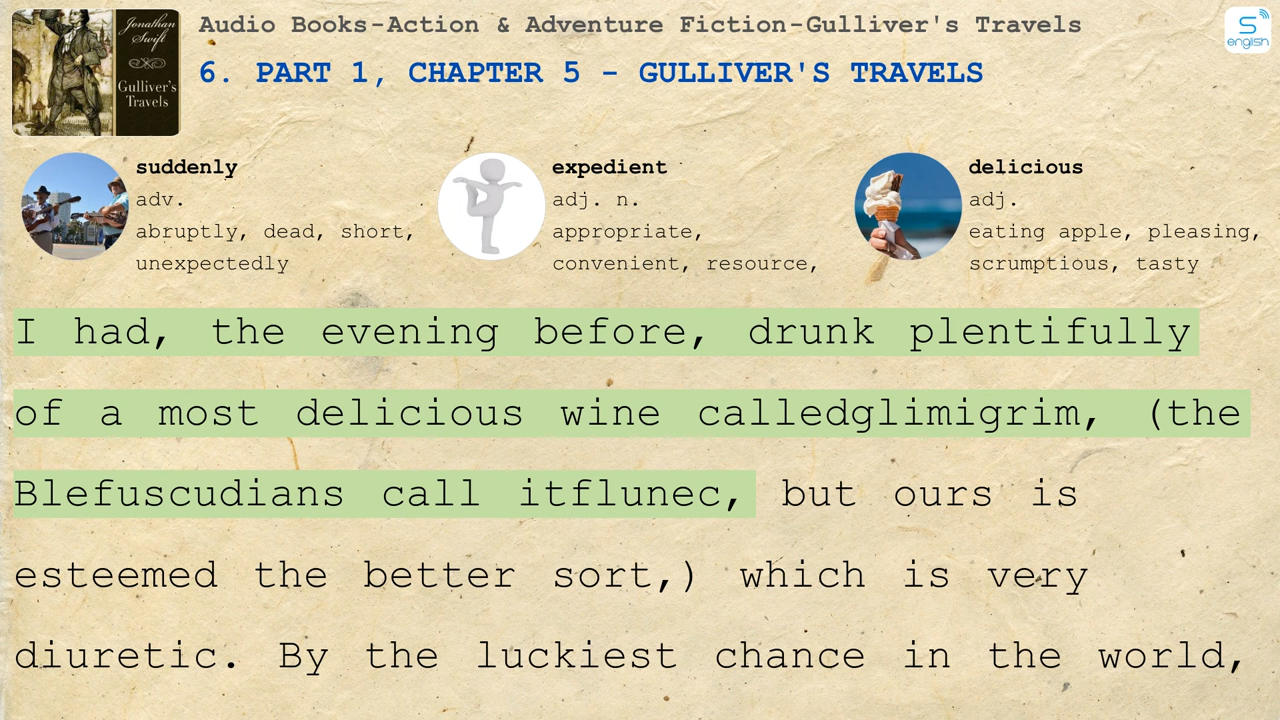 Jonathan
Swift
Gulliver's
Travels
Audio Books-Action & Adventure Fiction-Gulliver's Travels
6. PART 1, CHAPTER 5 - GULLIVER'S TRAVELS
S
english
suddenly
adv.
abruptly, dead, short,
unexpectedly
expedient
adj. n.
appropriate,
convenient, resource,
delicious
adj.
eating apple, pleasing,
scrumptious, tasty
I had, the evening before, drunk plentifully
of a most delicious wine calledglimigrim, (the
Blefuscudians call itflunec, but ours is
esteemed the better sort,) which is very
diuretic. By the luckiest chance in the world,